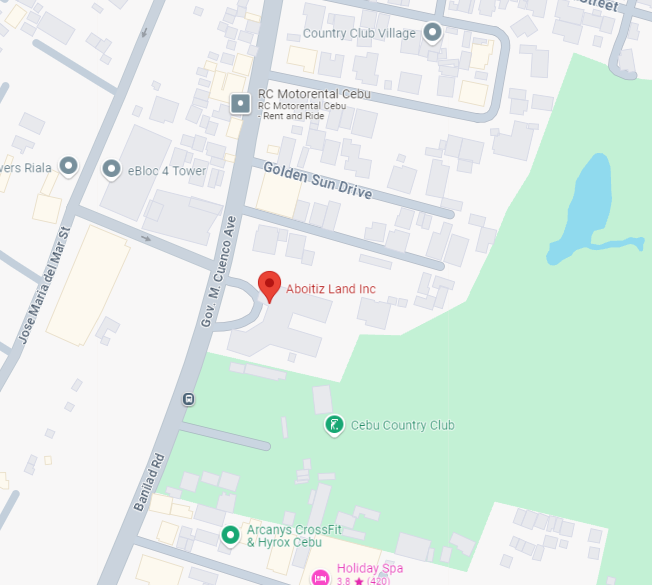 Street
Country Club Village
RC Motorental Cebu
RC Motorental Cebu
- Rent and Ride
vers Riala
eBloc 4 Tower
Golden Sun Drive
Jose Maria del Mar St
Gov. M. Cuenco Ave
Aboitiz Land Inc
Cebu Country Club
Banilad Rd
Arcanys CrossFit
& Hyrox Cebu
Holiday Spa
3.8 ★ (420)